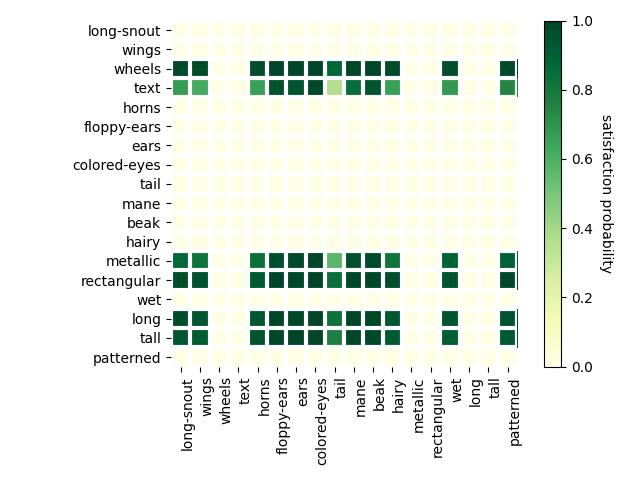 long-snout
wings
wheels
text
horns
floppy-ears
ears
colored-eyes
tail
mane
beak
hairy
metallic
rectangular
wet
long
tall
patterned
long-snout
wings
wheels
text
horns
floppy-ears
ears
colored-eyes
tail
mane
beak
hairy
metallic
rectangular
wet
long
tall
patterned
1.0
0.8
0.6
0.4
0.2
0.0
satisfaction probability